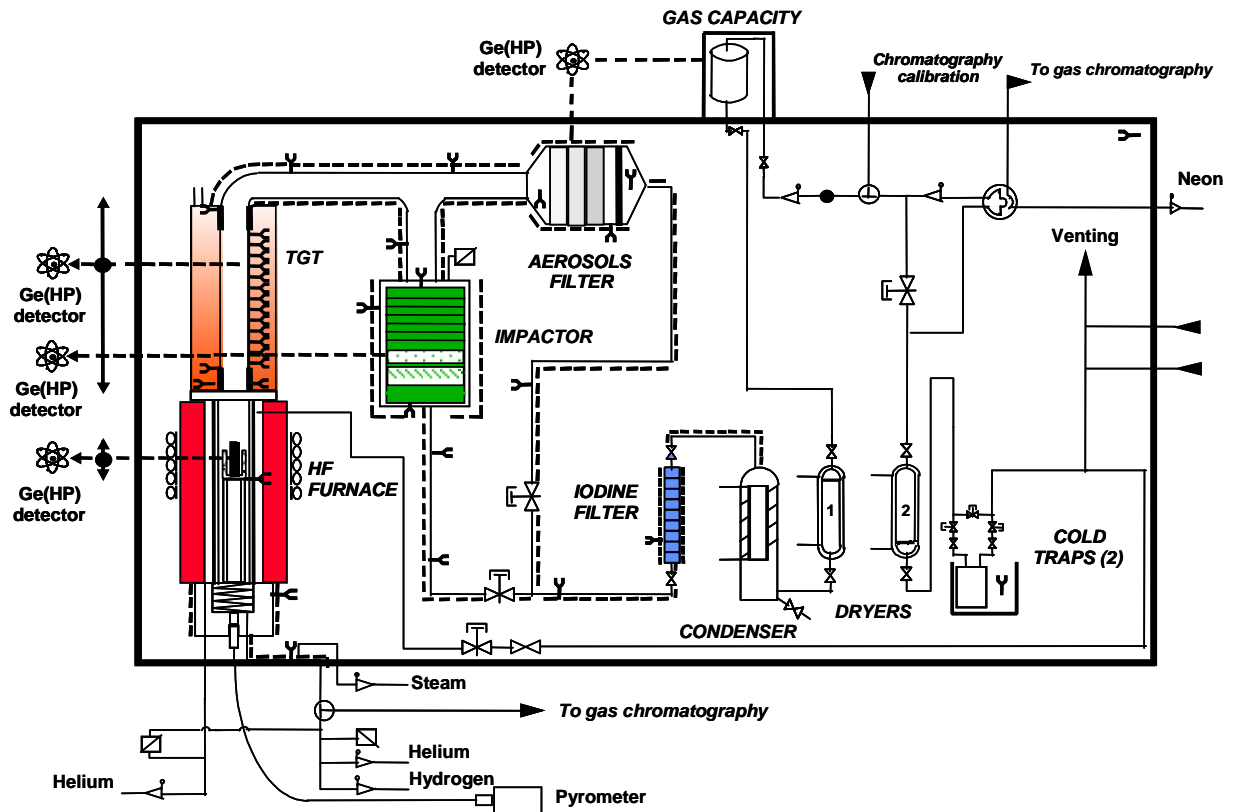 GAS CAPACITY
Ge(HP)
detector
Chromatography
calibration
To gas chromatography
Neon
Venting
TGT
AEROSOLS
FILTER
Ge(HP)
detector
IMPACTOR
Ge(HP)
detector
HF
FURNACE
IODINE
FILTER
1
2
Ge(HP)
detector
COLD
TRAPS (2)
DRYERS
CONDENSER
Steam
To gas chromatography
Helium
Helium
Hydrogen
Pyrometer